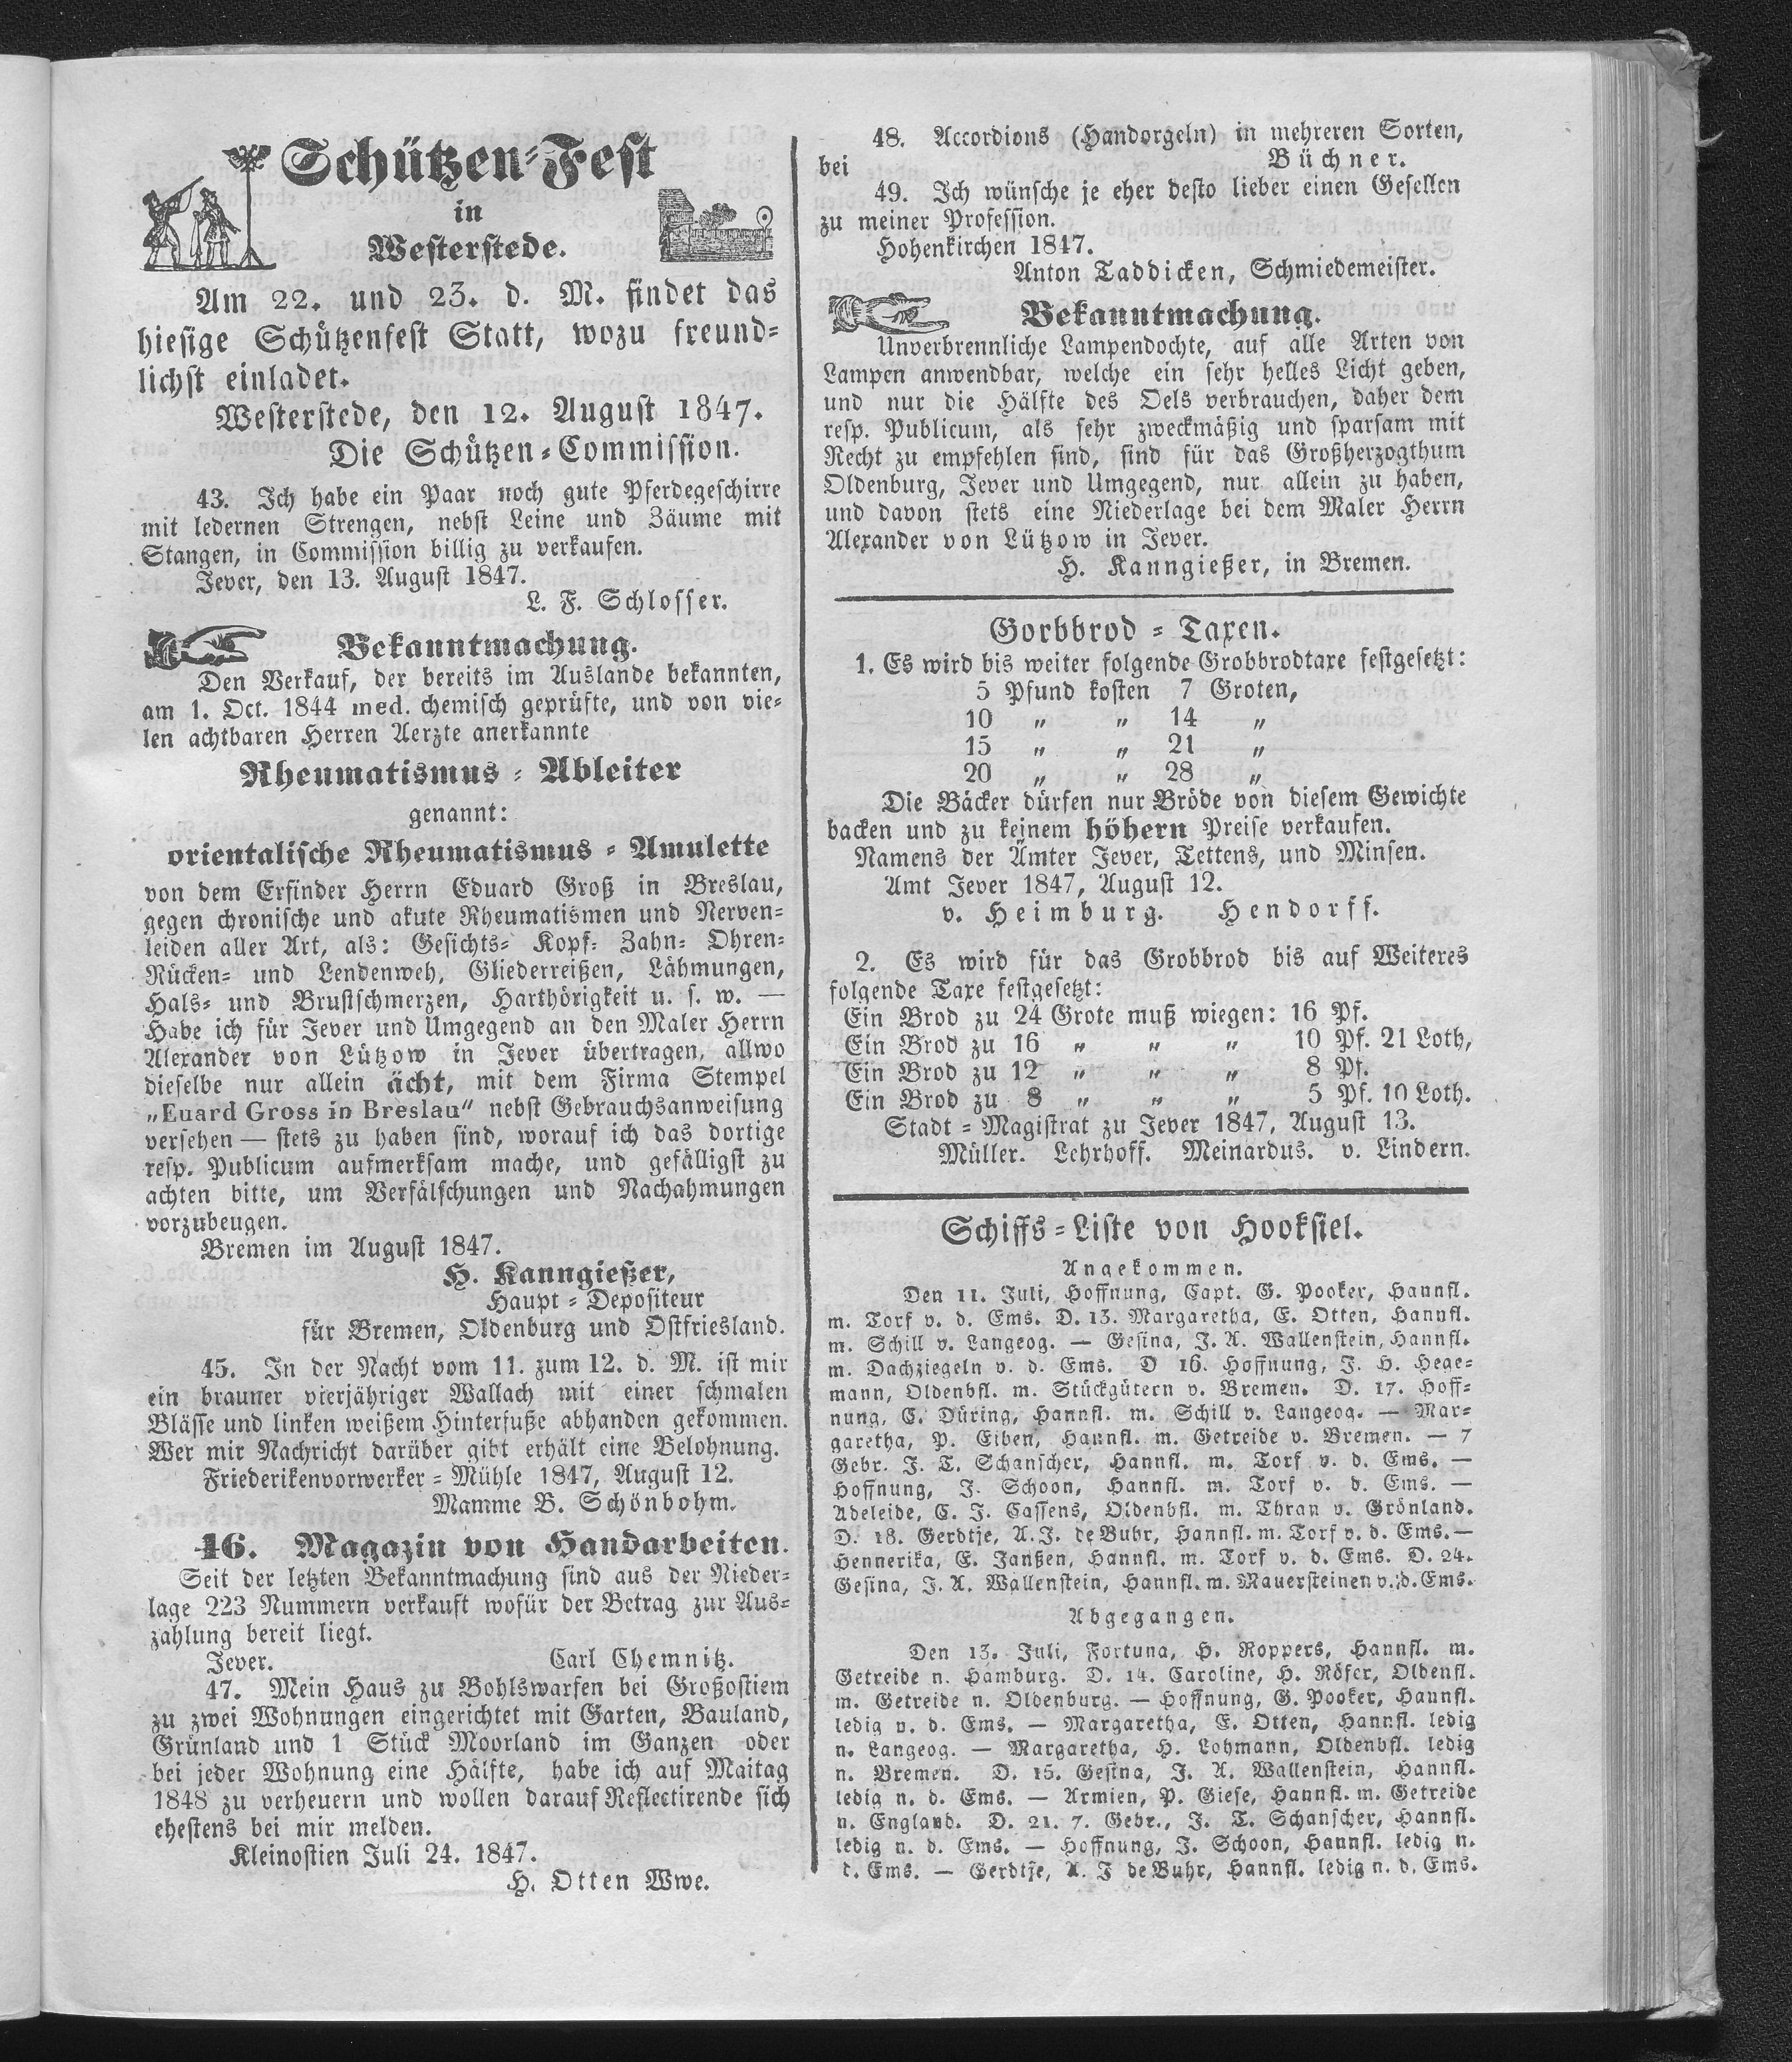 Schützen-Fest
in
Westerstede.
Am 22. und 23. d. M. findet das
hiesige Schützenfest Statt, wozu freund-
lichst einladet.
Westerstede, den 12. August 1847.
Die Schützen-Commission.
43. Ich habe ein Paar noch gute Pferdegeschirre
mit ledernen Strengen, nebst Leine und Zäume mit
Stangen, in Commission billig zu verkaufen.
Jever, den 13. August 1847.
L. F. Schlosser.
Bekanntmachung.
Den Verkauf, der bereits im Auslande bekannten,
am 1. Oct. 1844 med. chemisch geprüfte, und von vie-
len achtbaren Herren Aerzte anerkannte
Rheumatismus-Ableiter
genannt:
orientalische Rheumatismus-Amulette
von dem Erfinder Herrn Eduard Groß in Breslau,
gegen chronische und akute Rheumatismen und Nerven-
leiden aller Art, als: Gesichts- Kopf- Zahn- Ohren-
Rücken- und Lendenweh, Gliederreißen, Lähmungen,
Hals- und Brustschmerzen, Harthörigkeit u. s. w. —
Habe ich für Jever und Umgegend an den Maler Herrn
Alexander von Lützow in Jever übertragen, allwo
dieselbe nur allein ächt, mit dem Firma Stempel
„Euard Gross in Breslau“ nebst Gebrauchsanweisung
versehen — stets zu haben sind, worauf ich das dortige
resp. Publicum aufmerksam mache, und gefälligst zu
achten bitte, um Verfälschungen und Nachahmungen
vorzubeugen.
Bremen im August 1847.
H. Kanngießer,
Haupt-Depositeur
für Bremen, Oldenburg und Ostfriesland.
45. In der Nacht vom 11. zum 12. d. M. ist mir
ein brauner vierjähriger Wallach mit einer schmalen
Blässe und linken weißem Hinterfuße abhanden gekommen.
Wer mir Nachricht darüber gibt erhält eine Belohnung.
Friederikenvorwerker-Mühle 1847, August 12.
Mamme B. Schönbohm.
46. Magazin von Handarbeiten.
Seit der letzten Bekanntmachung sind aus der Nieder-
lage 223 Nummern verkauft wofür der Betrag zur Aus-
zahlung bereit liegt.
Jever. Carl Chemnitz.
47. Mein Haus zu Bohlswarfen bei Großostiem
zu zwei Wohnungen eingerichtet mit Garten, Bauland,
Grünland und 1 Stück Moorland im Ganzen oder
bei jeder Wohnung eine Hälfte, habe ich auf Maitag
1848 zu verheuern und wollen darauf Reflectirende sich
ehestens bei mir melden.
Kleinostien Juli 24. 1847.
H. Otten Wwe.
48. Accordions (Handorgeln) in mehreren Sorten,
bei Büchner.
49. Ich wünsche je eher desto lieber einen Gesellen
zu meiner Profession.
Hohenkirchen 1847.
Anton Taddicken, Schmiedemeister.
Bekanntmachung.
Unverbrennliche Lampendochte, auf alle Arten von
Lampen anwendbar, welche ein sehr helles Licht geben,
und nur die Hälfte des Oels verbrauchen, daher dem
resp. Publicum, als sehr zweckmäßig und sparsam mit
Recht zu empfehlen sind, sind für das Großherzogthum
Oldenburg, Jever und Umgegend, nur allein zu haben,
und davon stets eine Niederlage bei dem Maler Herrn
Alexander von Lützow in Jever.
H. Kanngießer, in Bremen.
Gorbbrod-Taxen.
1. Es wird bis weiter folgende Grobbrodtaxe festgesetzt:
5 Pfund kosten 7 Groten,
10 „ „ 14 „
15 „ „ 21 „
20 „ „ 28 „
Die Bäcker dürfen nur Bröde von diesem Gewichte
backen und zu keinem höhern Preise verkaufen.
Namens der Ämter Jever, Tettens, und Minsen.
Amt Jever 1847, August 12.
v. Heimburg. Hendorff.
2. Es wird für das Grobbrod bis auf Weiteres
folgende Taxe festgesetzt:
Ein Brod zu 24 Grote muß wiegen: 16 Pf.
Ein Brod zu 16 „ „ „ 10 Pf. 21 Loth,
Ein Brod zu 12 „ „ „ 8 Pf.
Ein Brod zu 8 „ „ „ 5 Pf. 10 Loth.
Stadt-Magistrat zu Jever 1847, August 13.
Müller. Lehrhoff. Meinardus. v. Lindern.
Schiffs-Liste von Hooksiel.
Angekommen.
Den 11. Juli, Hoffnung, Capt. G. Pooker, Hannfl.
m. Torf v. d. Ems. D. 13. Margaretha, E. Otten, Hannfl.
m. Schill v. Langeog. — Gesina, J. A. Wallenstein, Hannfl.
m. Dachziegeln v. d. Ems. D 16. Hoffnung, J. H. Hege-
mann, Oldenbfl. m. Stückgütern v. Bremen. D. 17. Hoff-
nung, C. Düring, Hannfl. m. Schill v. Langeog. — Mar-
garetha, P. Eiben, Hannfl. m. Getreide v. Bremen. — 7
Gebr. J. T. Schanscher, Hannfl. m. Torf v. d. Ems. —
Hoffnung, J. Schoon, Hannfl. m. Torf v. d. Ems. —
Adeleide, C. J. Cassens, Oldenbfl. m. Thran v. Grönland.
D. 18. Gerdtje, A. J. de Buhr, Hannfl. m. Torf v. d. Ems. —
Hennerika, E. Janßen, Hannfl. m. Torf v. d. Ems. D. 24.
Gesina, J. A. Wallenstein, Hannfl. m. Mauersteinen v. d. Ems.
Abgegangen.
Den 13. Juli, Fortuna, H. Roppers, Hannfl. m.
Getreide n. Hamburg. D. 14. Caroline, H. Röfer, Oldenfl.
m. Getreide n. Oldenburg. — Hoffnung, G. Pooker, Hannfl.
ledig v. d. Ems. — Margaretha, E. Otten, Hannfl. ledig
n. Langeog. — Margaretha, H. Lohmann, Oldenbfl. ledig
n. Bremen. D. 15. Gesina, J. A. Wallenstein, Hannfl.
ledig n. d. Ems. — Armien, P. Giese, Hannfl. m. Getreide
n. England. D. 21. 7. Gebr., J. T. Schanscher, Hannfl.
ledig n. d. Ems. — Hoffnung, J. Schoon, Hannfl. ledig n.
d. Ems. — Gerdtje, A. J de Buhr, Hannfl. ledig n. d. Ems.